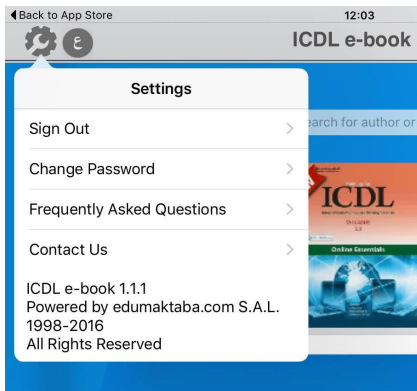 Back to App Store
12:03
ع
ICDL e-book
Settings
earch for author or
Sign Out
Change Password
Frequently Asked Questions
Contact Us
ICDL
Online Essentials
ICDL e-book 1.1.1
Powered by edumaktaba.com S.A.L.
1998-2016
All Rights Reserved